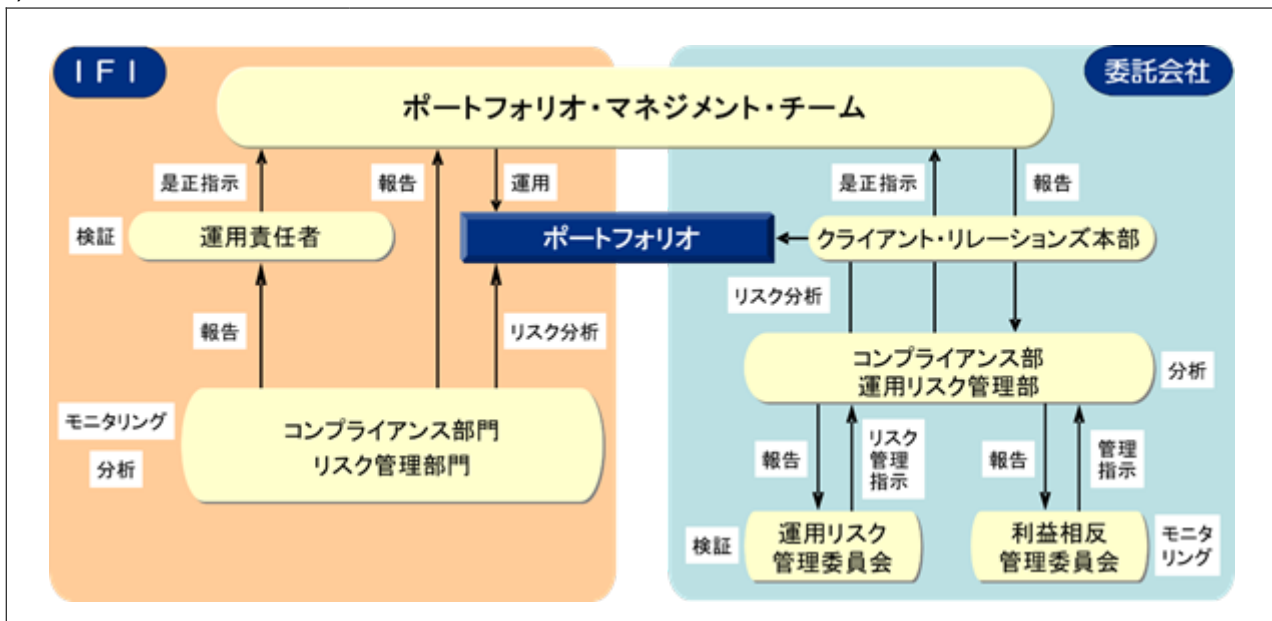 ＩＦＩ
委託会社
ポートフォリオ・マネジメント・チーム
是正指示
報告
運用
是正指示
報告
検証
運用責任者
ポートフォリオ
クライアント・リレーションズ本部
報告
リスク分析
リスク分析
コンプライアンス部
運用リスク管理部
分析
モニタリング
分析
コンプライアンス部門
リスク管理部門
報告
リスク
管理
指示
報告
管理
指示
検証
運用リスク
管理委員会
利益相反
管理委員会
モニタ
リング